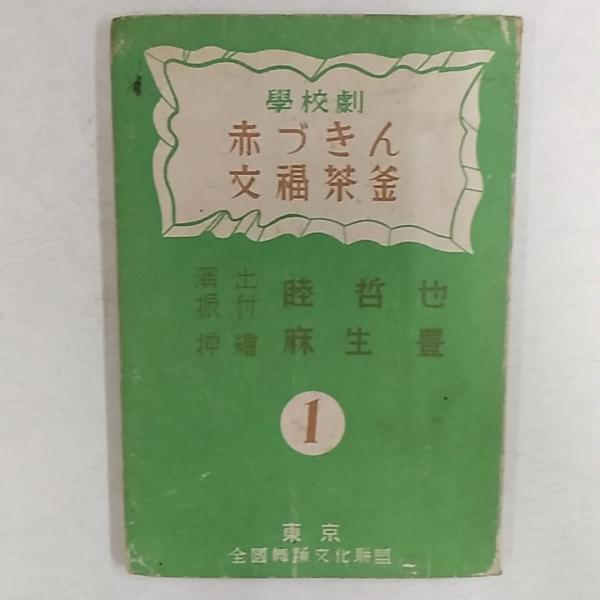 學校劇
赤づきん
文福茶釜
演出 睦哲也
振付
挿繪 麻生豊
1
東京
全國舞踊文化聯盟